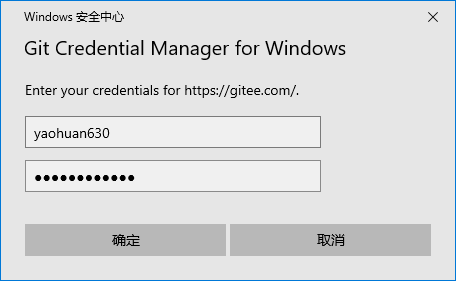 Windows 安全中心
Git Credential Manager for Windows
Enter your credentials for https://gitee.com/.
yaohuan630
●●●●●●●●●●●●
确定 取消